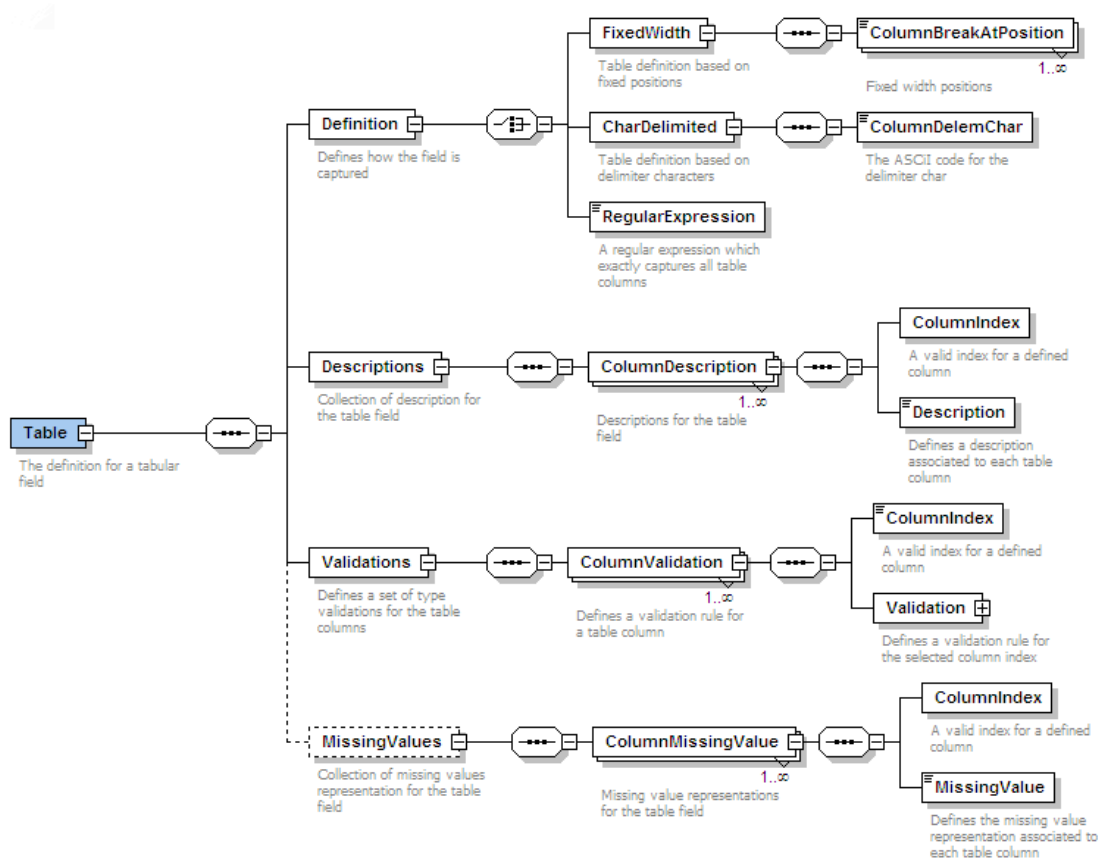 FixedWidth
Table definition based on
fixed positions
ColumnBreakAtPosition
1..∞
Fixed width positions
Definition
Defines how the field is
captured
CharDelimited
Table definition based on
delimiter characters
ColumnDelemChar
The ASCiI code for the
delimiter char
RegularExpression
A regular expression which
exactly captures all table
columns
Descriptions
Collection of description for
the table field
ColumnDescription
1..∞
Descriptions for the table
field
ColumnIndex
A valid index for a defined
column
Description
Defines a description
associated to each table
column
Table
The definition for a tabular
field
Validations
Defines a set of type
validations for the table
columns
ColumnValidation
1..∞
Defines a validation rule for
a table column
ColumnIndex
A valid index for a defined
column
Validation
Defines a validation rule for
the selected column index
MissingValues
Collection of missing values
representation for the table
field
ColumnMissingValue
1..∞
Missing value representations
for the table field
ColumnIndex
A valid index for a defined
column
MissingValue
Defines the missing value
representation associated to
each table column